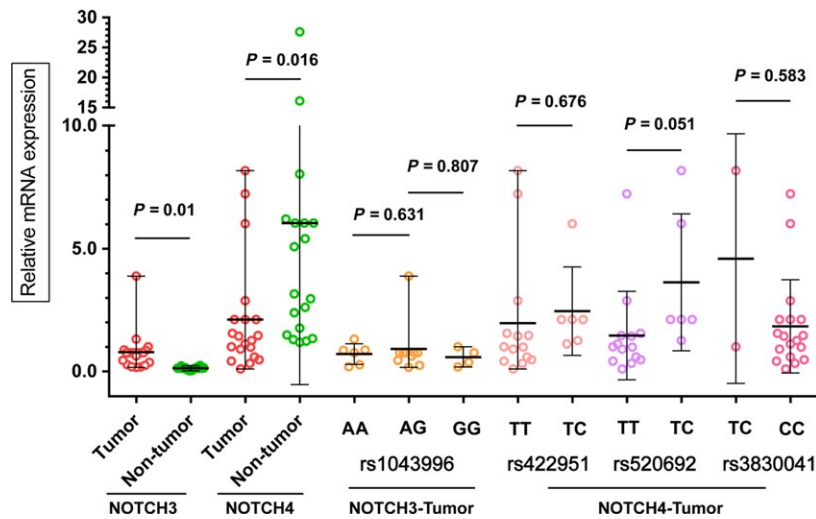 Relative mRNA expression
30
25
20
15
10.0
5.0
0.0
P = 0.01
P = 0.016
P = 0.631
P = 0.807
P = 0.676
P = 0.051
P = 0.583
Tumor
Non-tumor
Tumor
Non-tumor
AA AG GG TT TC TT TC TC CC
rs1043996 rs422951 rs520692 rs3830041
NOTCH3 NOTCH4 NOTCH3-Tumor NOTCH4-Tumor